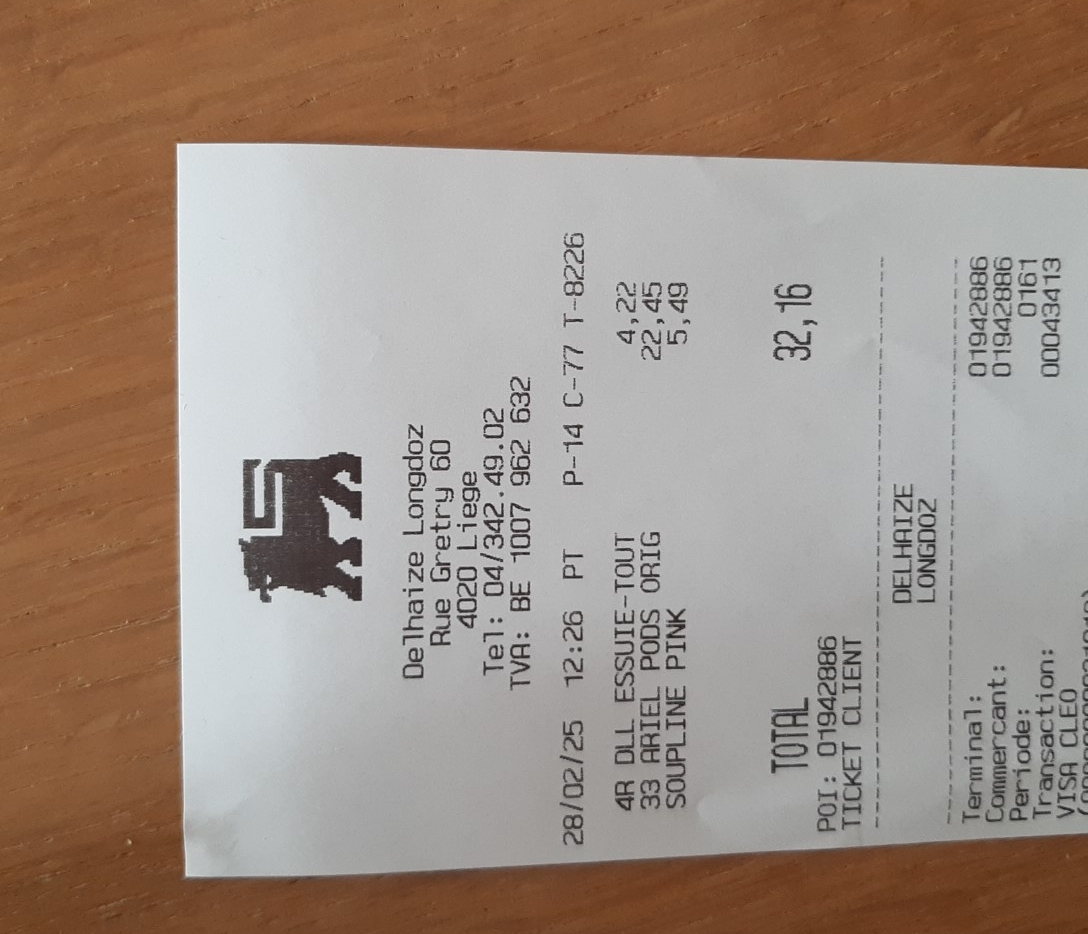 Delhaize Longdoz
Rue Gretry 60
4020 Liege
Tel: 04/342.49.02
TVA: BE 1007 962 632
28/02/25 12:26 PT P-14 C-77 T-8226
4R DLL ESSUIE-TOUT 4,22
33 ARIEL PODS ORIG 22,45
SOUPLINE PINK 5,49
TOTAL 32,16
POI: 01942886
TICKET CLIENT
DELHAIZE
LONGDOZ
Terminal: 01942886
Commercant: 01942886
Periode: 0161
Transaction: 00043413
VISA CLEO